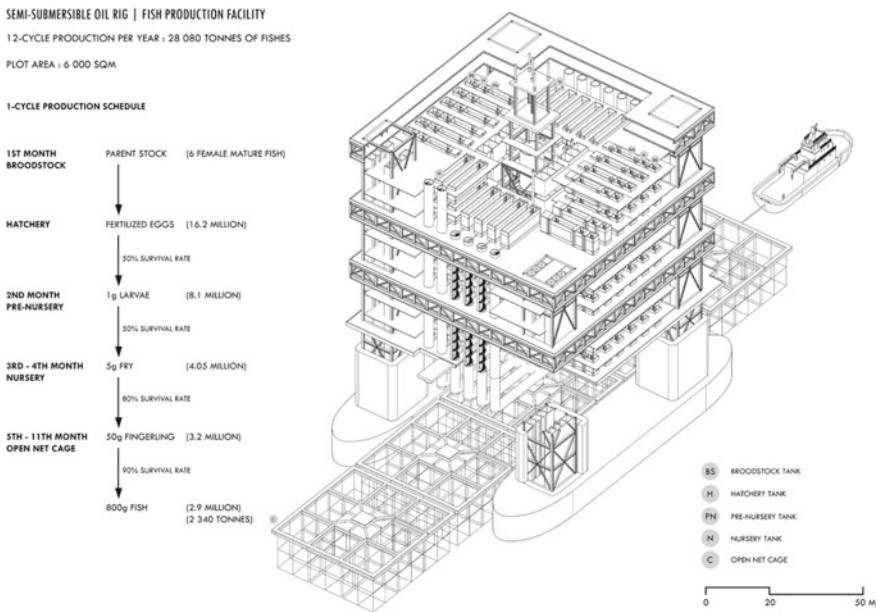 SEMI-SUBMERSIBLE OIL RIG | FISH PRODUCTION FACILITY
12-CYCLE PRODUCTION PER YEAR : 28 080 TONNES OF FISHES
PLOT AREA : 6 000 SQM
1-CYCLE PRODUCTION SCHEDULE
1ST MONTH BROODSTOCK
PARENT STOCK (6 FEMALE MATURE FISH)
HATCHERY
FERTILIZED EGGS (16.2 MILLION)
50% SURVIVAL RATE
2ND MONTH PRE-NURSERY
1g LARVAE (8.1 MILLION)
50% SURVIVAL RATE
3RD - 4TH MONTH NURSERY
5g FRY (4.05 MILLION)
80% SURVIVAL RATE
5TH - 11TH MONTH OPEN NET CAGE
50g FINGERLING (3.2 MILLION)
90% SURVIVAL RATE
800g FISH (2.9 MILLION)
(2 340 TONNES)
C
BS BROODSTOCK TANK
H HATCHERY TANK
PN PRE-NURSERY TANK
N NURSERY TANK
C OPEN NET CAGE
0 20 50 M